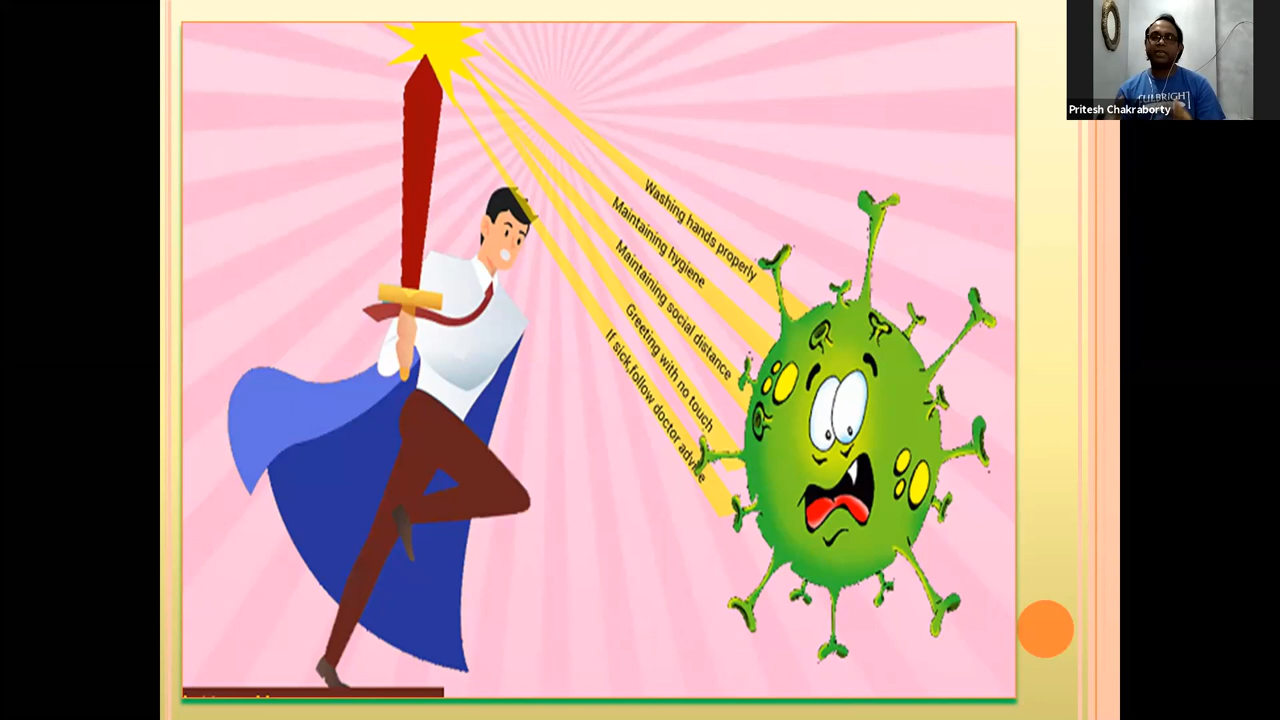 Washing hands properly
Maintaining hygiene
Maintaining social distance
Greeting with no touch
If sick,follow doctor advice
Pritesh Chakraborty